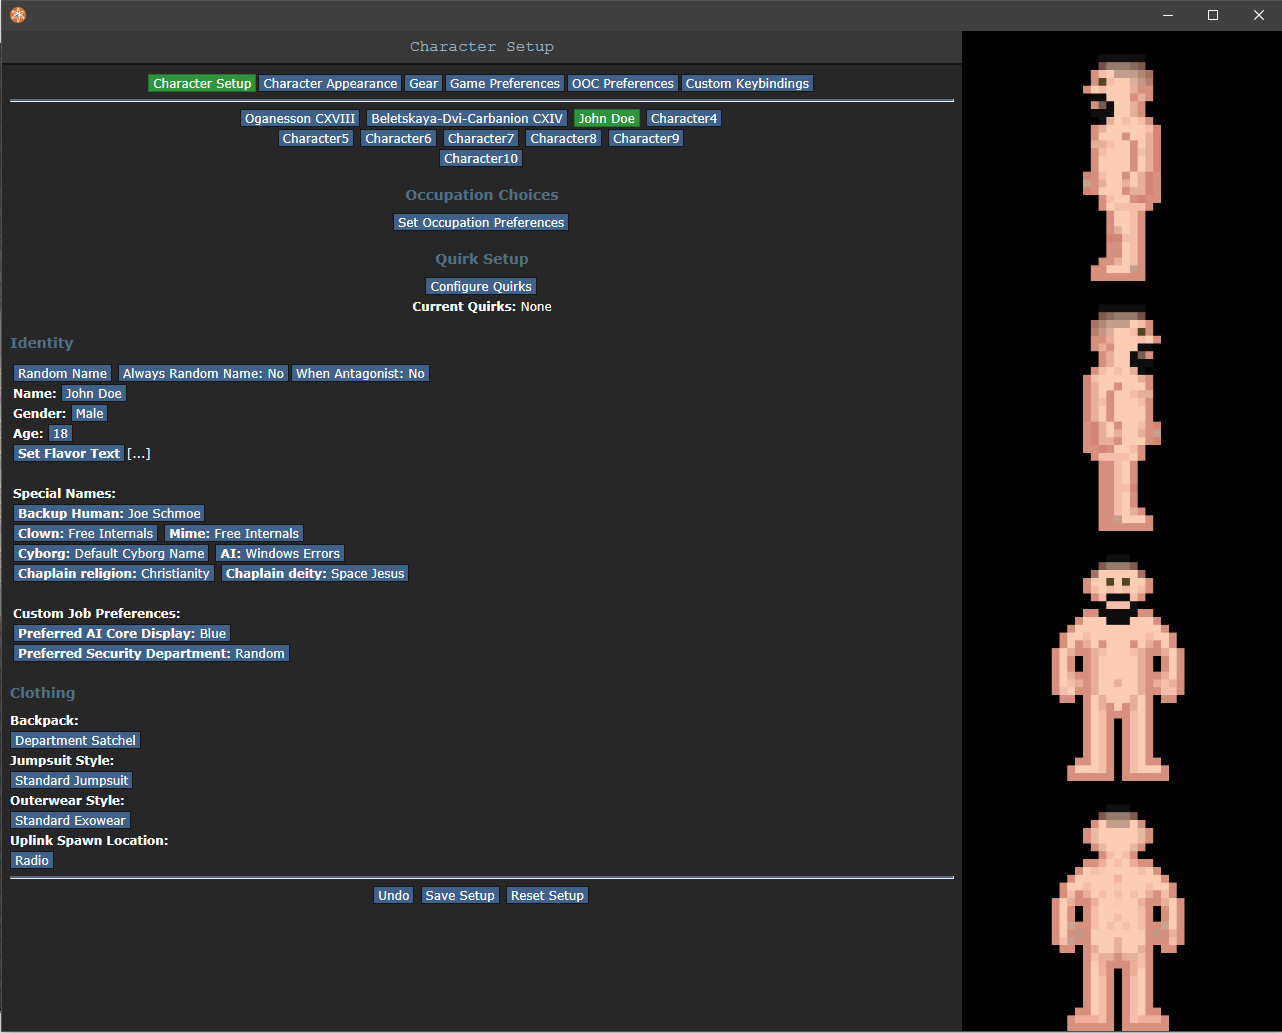 Character Setup
Character Setup Character Appearance Gear Game Preferences OOC Preferences Custom Keybindings
Oganesson CXVIII Beletskaya-Dvi-Carbanion CXIV John Doe Character4
Character5 Character6 Character7 Character8 Character9
Character10
Occupation Choices
Set Occupation Preferences
Quirk Setup
Configure Quirks
Current Quirks: None
Identity
Random Name Always Random Name: No When Antagonist: No
Name: John Doe
Gender: Male
Age: 18
Set Flavor Text [...]
Special Names:
Backup Human: Joe Schmoe
Clown: Free Internals Mime: Free Internals
Cyborg: Default Cyborg Name AI: Windows Errors
Chaplain religion: Christianity Chaplain deity: Space Jesus
Custom Job Preferences:
Preferred AI Core Display: Blue
Preferred Security Department: Random
Clothing
Backpack:
Department Satchel
Jumpsuit Style:
Standard Jumpsuit
Outerwear Style:
Standard Exowear
Uplink Spawn Location:
Radio
Undo Save Setup Reset Setup